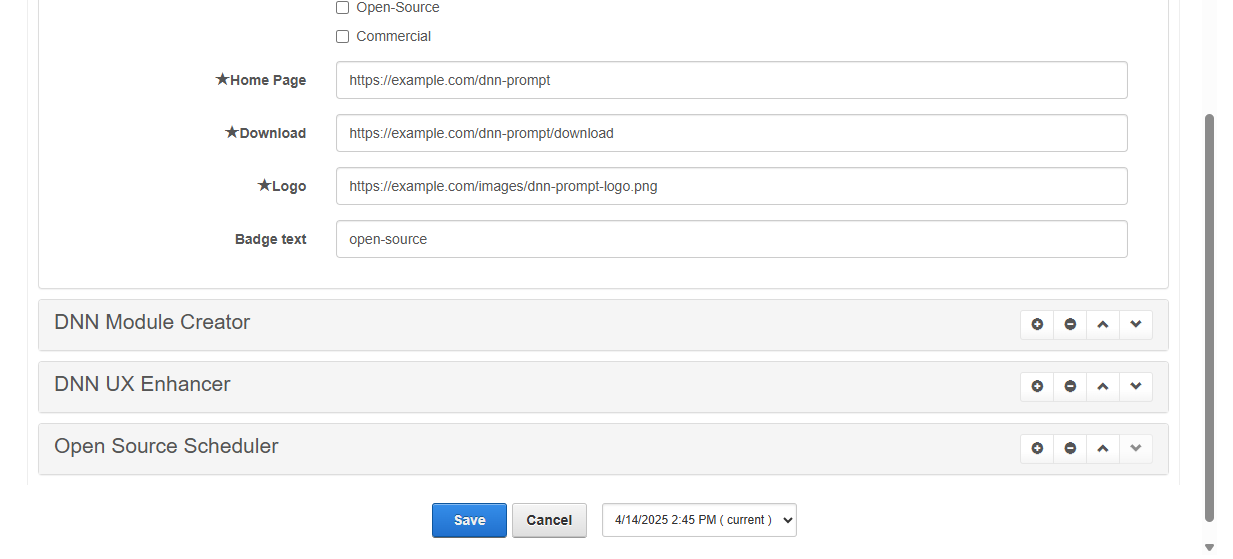 Open-Source
Commercial
★Home Page https://example.com/dnn-prompt
★Download https://example.com/dnn-prompt/download
★Logo https://example.com/images/dnn-prompt-logo.png
Badge text open-source
DNN Module Creator
DNN UX Enhancer
Open Source Scheduler
Save Cancel 4/14/2025 2:45 PM ( current )